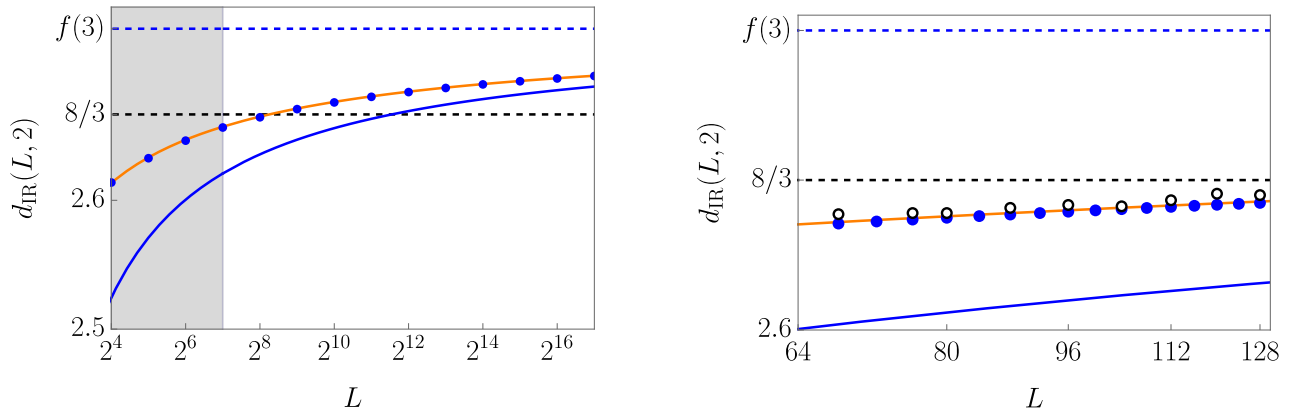 f(3)
8/3
2.6
2.5
d_IR(L, 2)
2^4 2^6 2^8 2^10 2^12 2^14 2^16
L
f(3)
8/3
2.6
d_IR(L, 2)
64 80 96 112 128
L